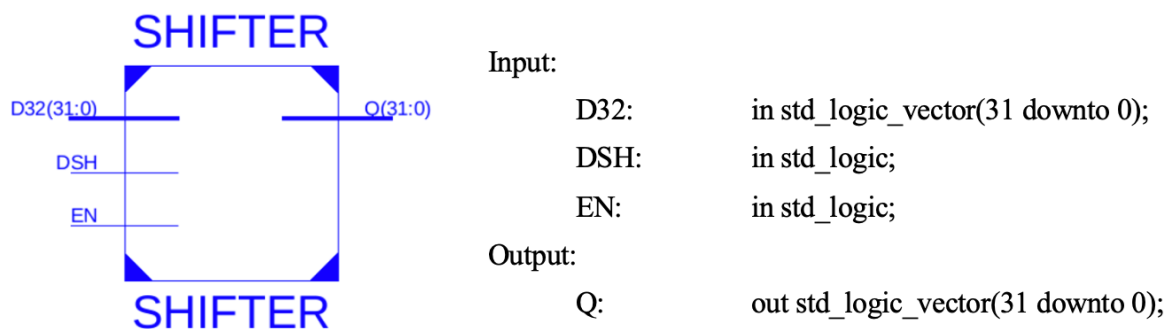 SHIFTER
D32(31:0)
Q(31:0)
DSH
EN
SHIFTER
Input:
D32: in std_logic_vector(31 downto 0);
DSH: in std_logic;
EN: in std_logic;
Output:
Q: out std_logic_vector(31 downto 0);